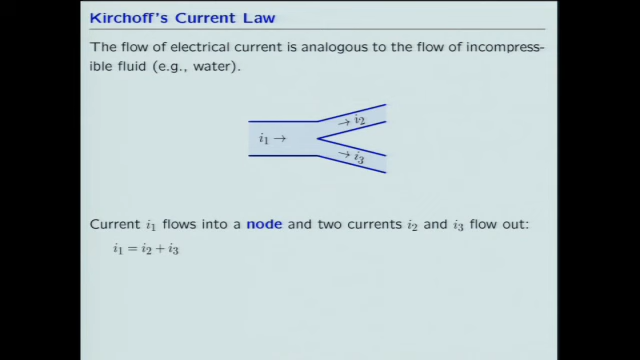 Kirchoff's Current Law
The flow of electrical current is analogous to the flow of incompress-
ible fluid (e.g., water).
→ i₂
i₁ →
→ i₃
Current i₁ flows into a node and two currents i₂ and i₃ flow out:
i₁ = i₂ + i₃